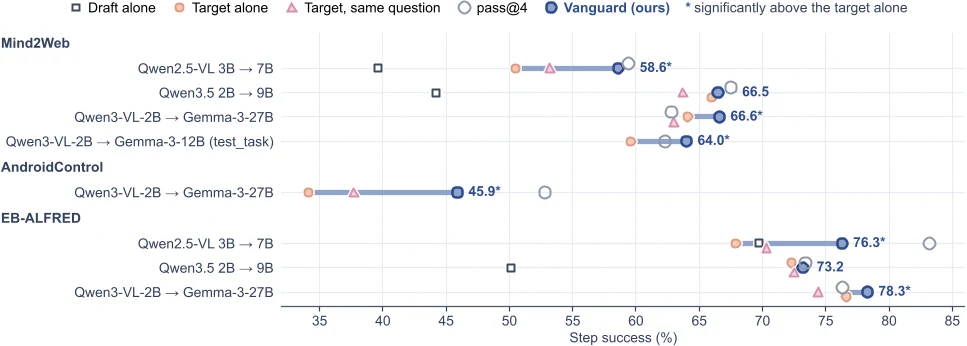 Draft alone Target alone Target, same question pass@4 Vanguard (ours) * significantly above the target alone
Mind2Web
Qwen2.5-VL 3B → 7B 58.6*
Qwen3.5 2B → 9B 66.5
Qwen3-VL-2B → Gemma-3-27B 66.6*
Qwen3-VL-2B → Gemma-3-12B (test_task) 64.0*
AndroidControl
Qwen3-VL-2B → Gemma-3-27B 45.9*
EB-ALFRED
Qwen2.5-VL 3B → 7B 76.3*
Qwen3.5 2B → 9B 73.2
Qwen3-VL-2B → Gemma-3-27B 78.3*
35 40 45 50 55 60 65 70 75 80 85
Step success (%)